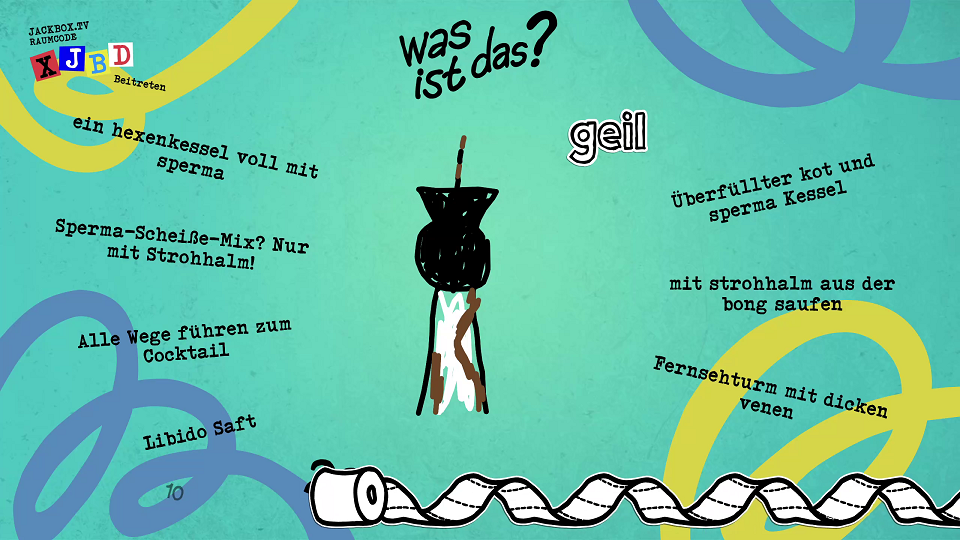 JACKBOX.TV
RAUMCODE
XJBD
Beitreten
was
ist das?
geil
ein hexenkessel voll mit
sperma
Sperma-Scheiße-Mix? Nur
mit Strohhalm!
Alle Wege führen zum
Cocktail
Libido Saft
Überfüllter kot und
sperma Kessel
mit strohhalm aus der
bong saufen
Fernsehturm mit dicken
venen
10